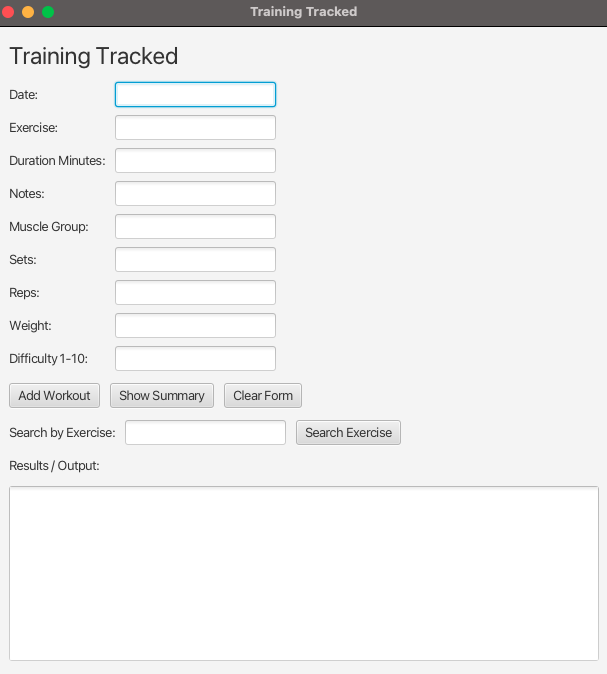 Training Tracked
Training Tracked
Date:
Exercise:
Duration Minutes:
Notes:
Muscle Group:
Sets:
Reps:
Weight:
Difficulty 1-10:
Add Workout Show Summary Clear Form
Search by Exercise: Search Exercise
Results / Output: